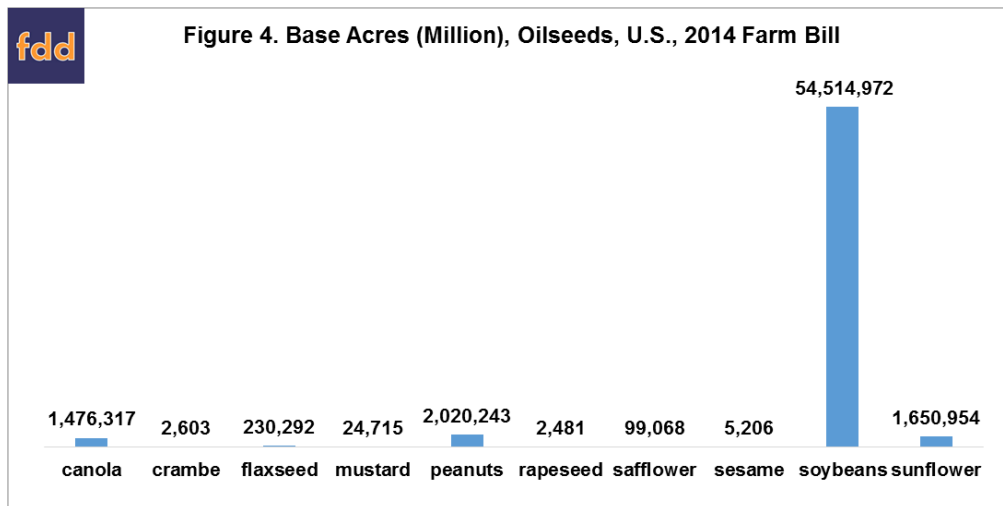 fdd
Figure 4. Base Acres (Million), Oilseeds, U.S., 2014 Farm Bill
54,514,972
1,476,317 2,603 230,292 24,715 2,020,243 2,481 99,068 5,206 1,650,954
canola crambe flaxseed mustard peanuts rapeseed safflower sesame soybeans sunflower